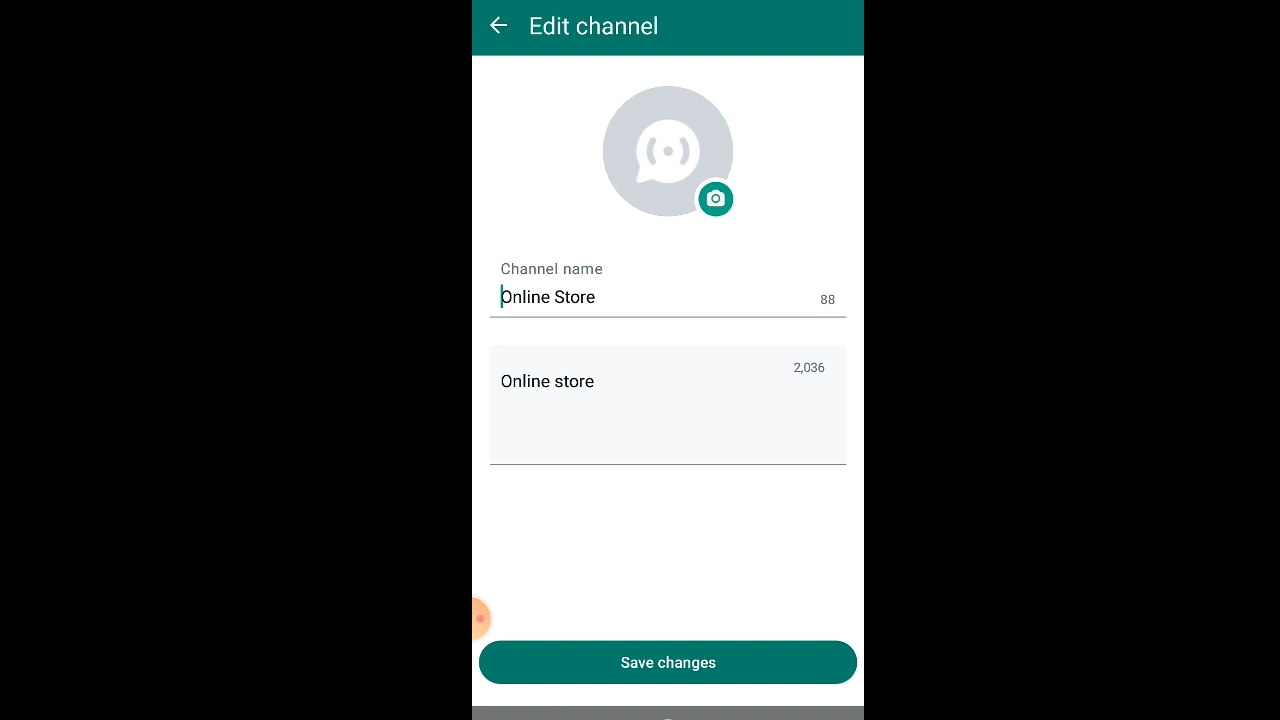 Edit channel
Channel name
Online Store
88
2,036
Online store
Save changes